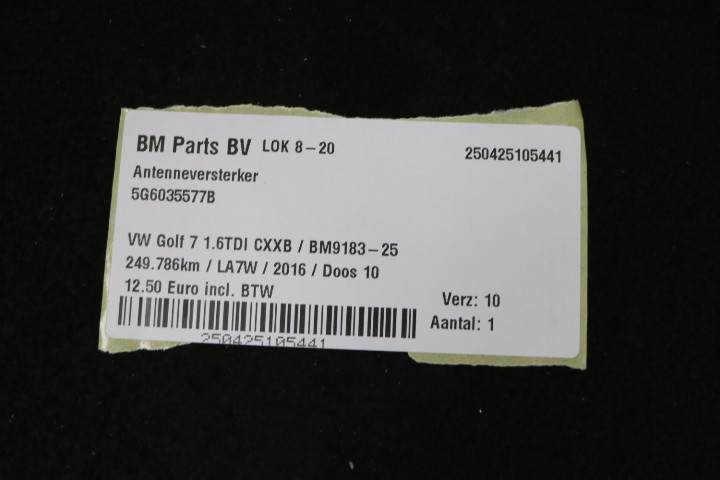 BM Parts BV LOK 8-20 250425105441
Antenneversterker
5G6035577B
VW Golf 7 1.6TDI CXXB / BM9183-25
249.786km / LA7W / 2016 / Doos 10
12.50 Euro incl. BTW Verz: 10
Aantal: 1
250425105441